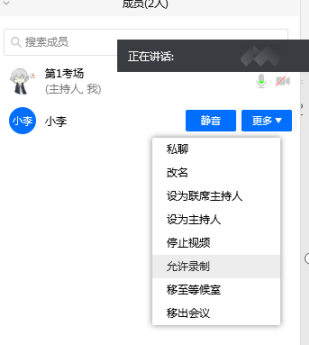 成员(2人)
搜索成员
正在讲话:
第1考场
(主持人, 我)
小李
小李
静音
更多
私聊
改名
设为联席主持人
设为主持人
停止视频
允许录制
移至等候室
移出会议